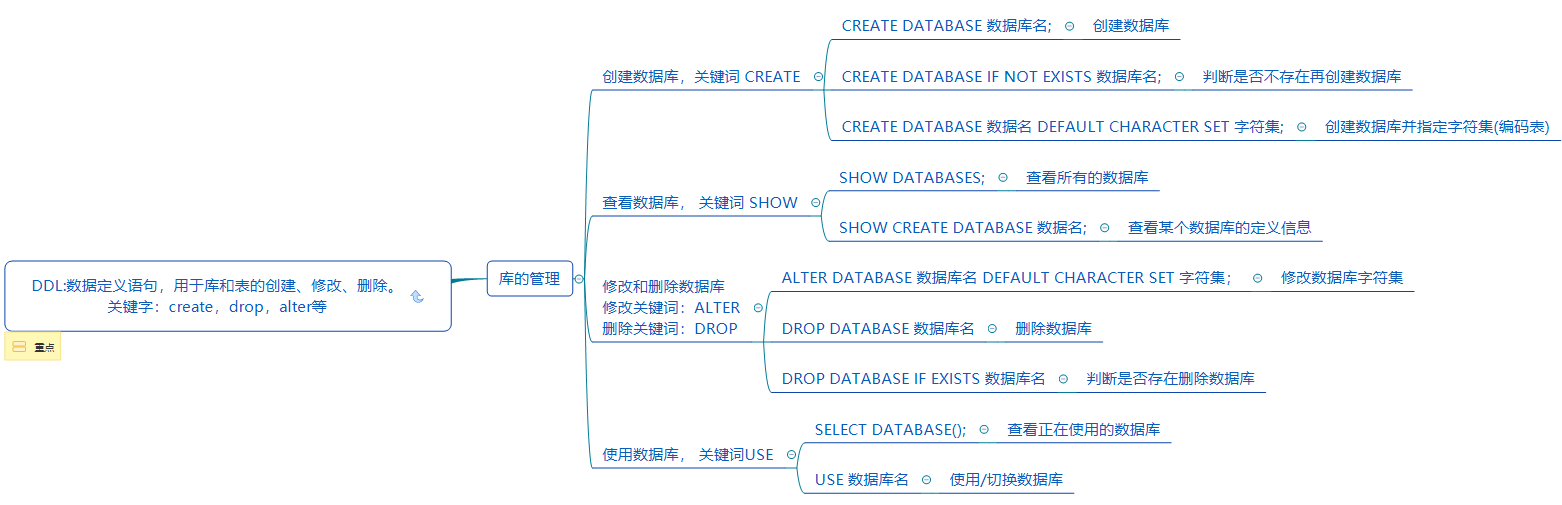 DDL:数据定义语句，用于库和表的创建、修改、删除。
关键字：create，drop，alter等
重点
库的管理
创建数据库，关键词 CREATE
CREATE DATABASE 数据库名;
创建数据库
CREATE DATABASE IF NOT EXISTS 数据库名;
判断是否不存在再创建数据库
CREATE DATABASE 数据名 DEFAULT CHARACTER SET 字符集;
创建数据库并指定字符集(编码表)
查看数据库， 关键词 SHOW
SHOW DATABASES;
查看所有的数据库
SHOW CREATE DATABASE 数据名;
查看某个数据库的定义信息
修改和删除数据库
修改关键词：ALTER
删除关键词：DROP
ALTER DATABASE 数据库名 DEFAULT CHARACTER SET 字符集；
修改数据库字符集
DROP DATABASE 数据库名
删除数据库
DROP DATABASE IF EXISTS 数据库名
判断是否存在删除数据库
使用数据库， 关键词USE
SELECT DATABASE();
查看正在使用的数据库
USE 数据库名
使用/切换数据库